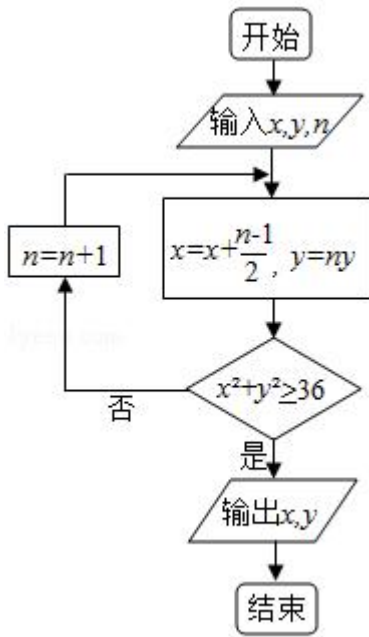 开始
输入x,y,n
n=n+1
x=x+\frac{n-1}{2}, y=ny
x²+y²≥36
否
是
输出x,y
结束